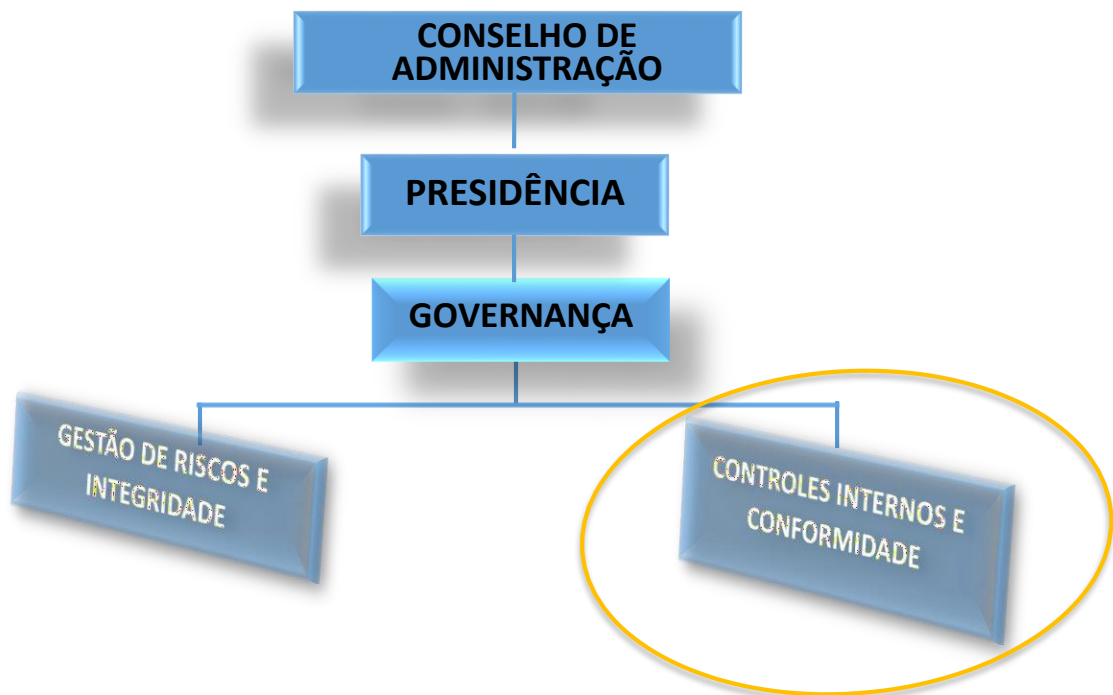 CONSELHO DE
ADMINISTRAÇÃO
PRESIDÊNCIA
GOVERNANÇA
GESTÃO DE RISCOS E
INTEGRIDADE
CONTROLES INTERNOS E
CONFORMIDADE